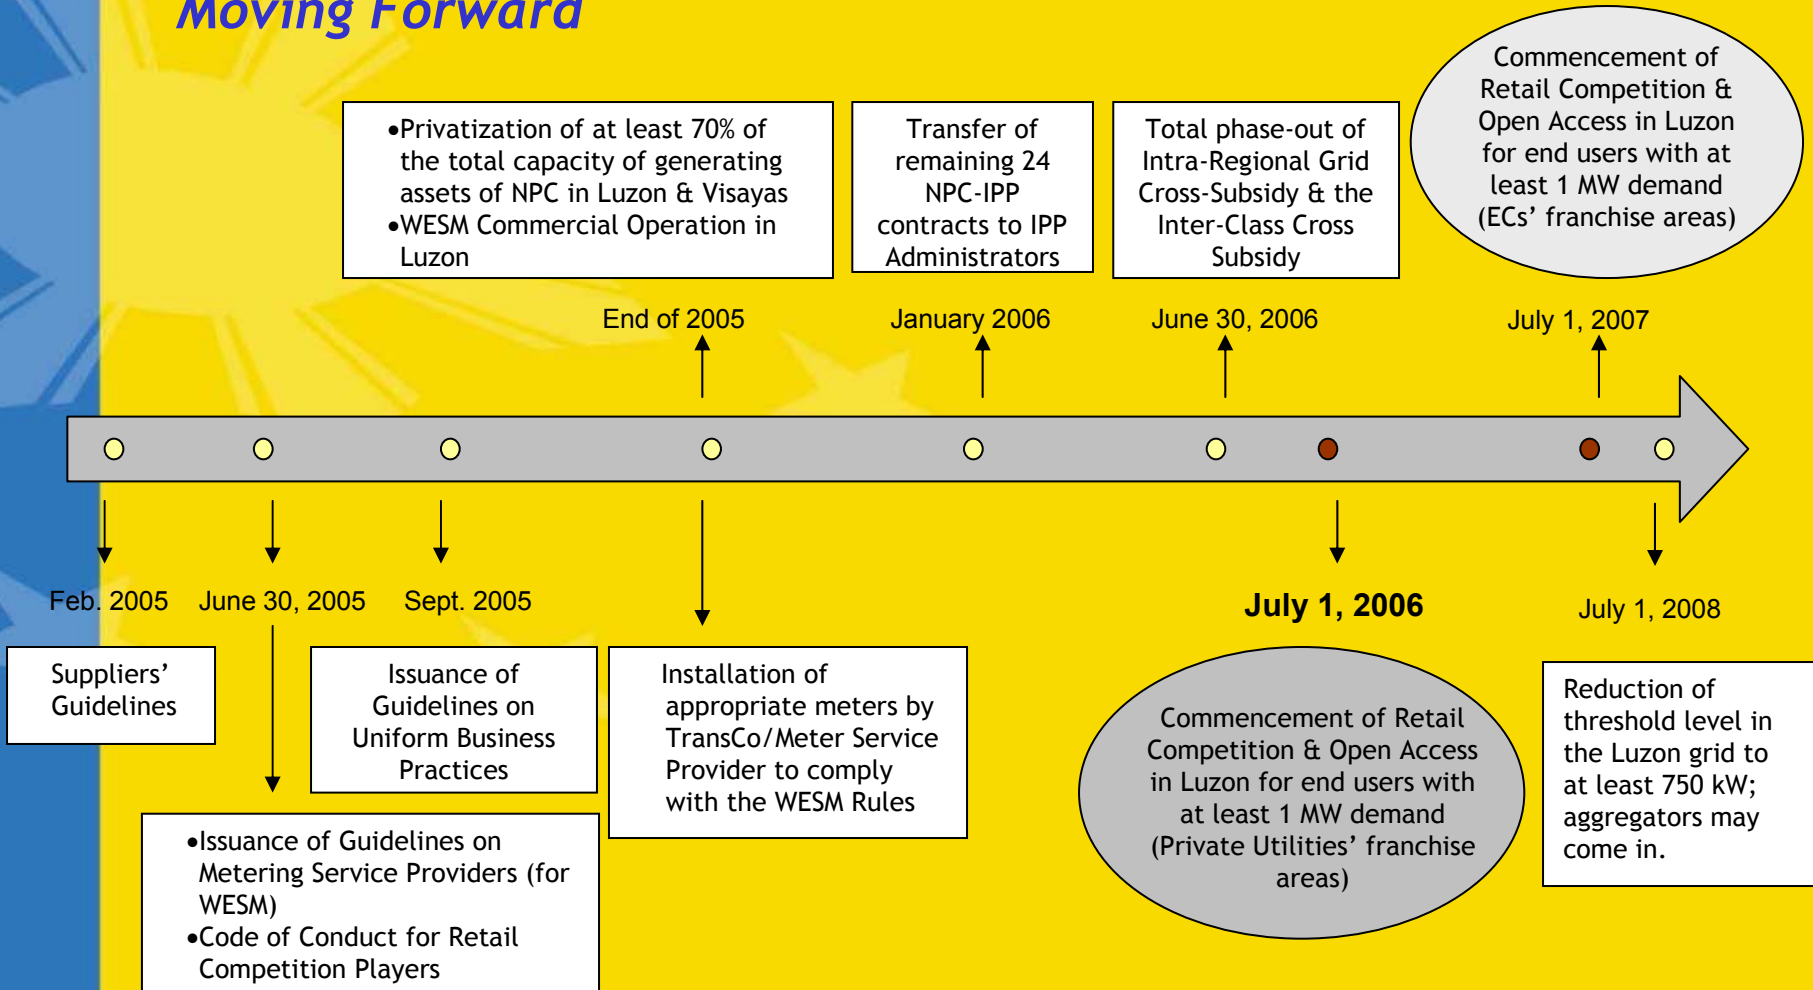 Moving Forward
•Privatization of at least 70% of
the total capacity of generating
assets of NPC in Luzon & Visayas
•WESM Commercial Operation in
Luzon
Transfer of
remaining 24
NPC-IPP
contracts to IPP
Administrators
Total phase-out of
Intra-Regional Grid
Cross-Subsidy & the
Inter-Class Cross
Subsidy
Commencement of
Retail Competition &
Open Access in Luzon
for end users with at
least 1 MW demand
(ECs’ franchise areas)
End of 2005
January 2006
June 30, 2006
July 1, 2007
Feb. 2005
June 30, 2005
Sept. 2005
July 1, 2006
July 1, 2008
Suppliers’
Guidelines
•Issuance of Guidelines on
Metering Service Providers (for
WESM)
•Code of Conduct for Retail
Competition Players
Issuance of
Guidelines on
Uniform Business
Practices
Installation of
appropriate meters by
TransCo/Meter Service
Provider to comply
with the WESM Rules
Commencement of Retail
Competition & Open Access
in Luzon for end users with
at least 1 MW demand
(Private Utilities’ franchise
areas)
Reduction of
threshold level in
the Luzon grid to
at least 750 kW;
aggregators may
come in.